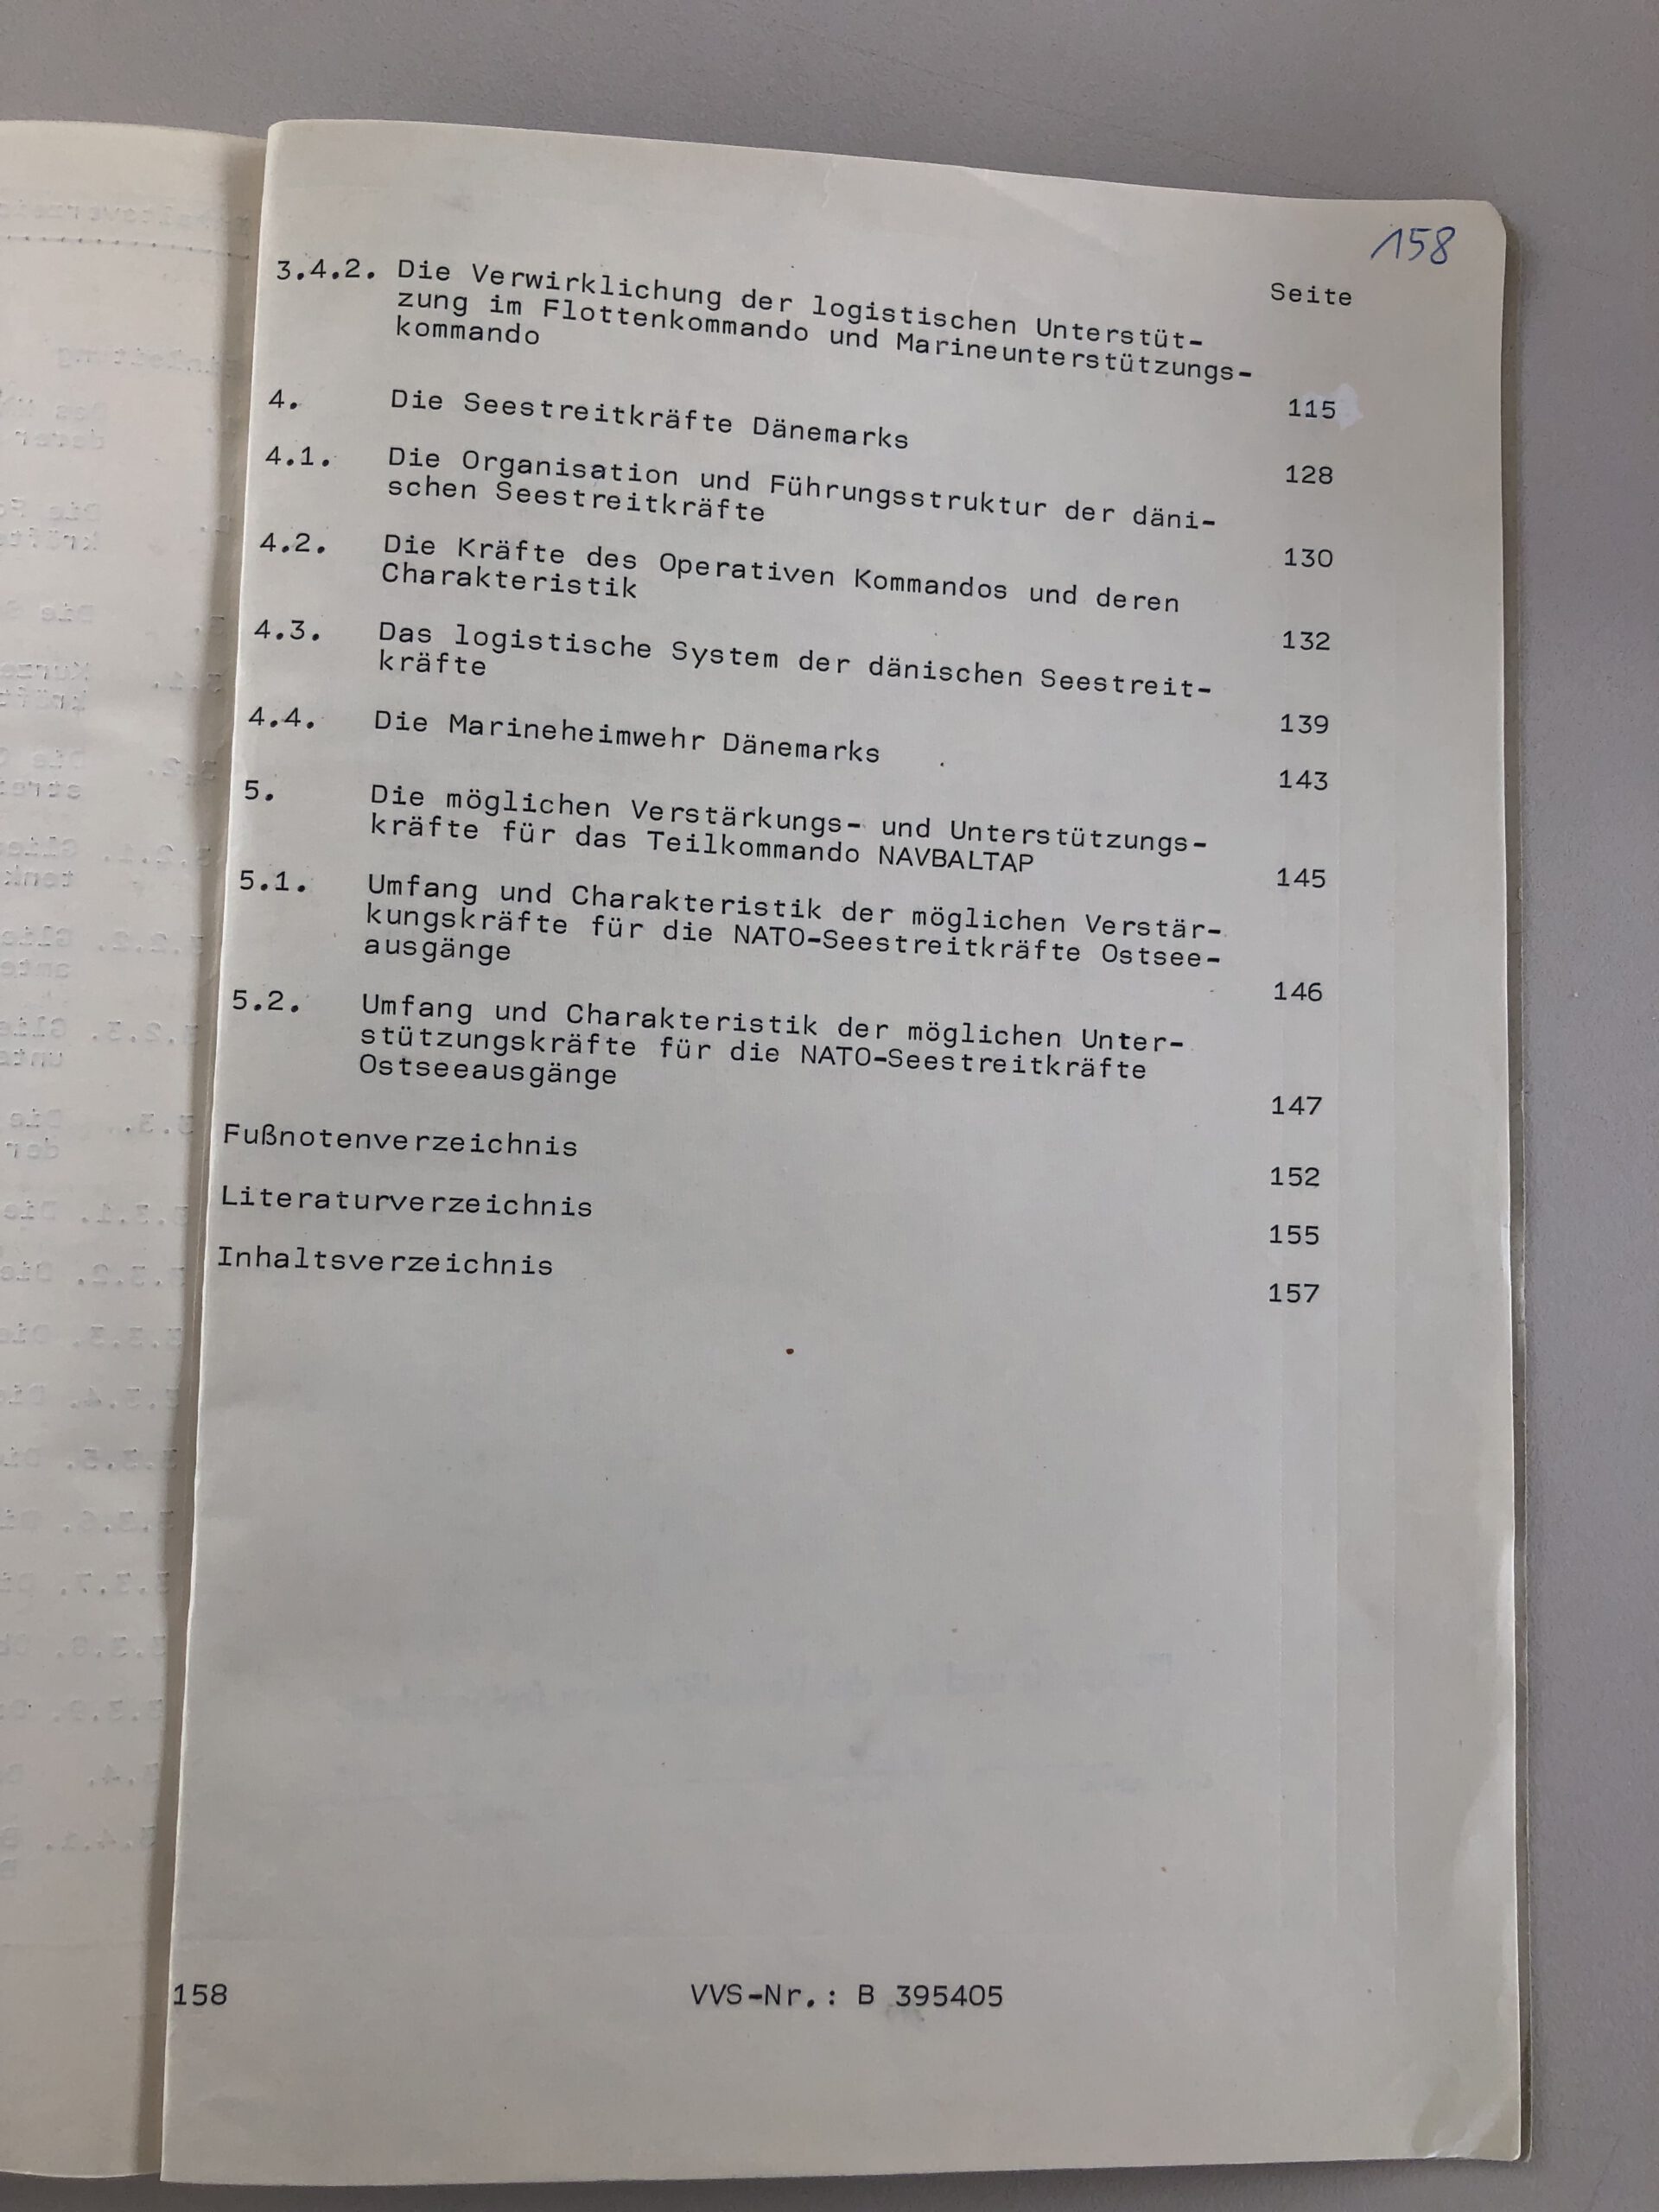 158
Seite
3.4.2. Die Verwirklichung der logistischen Unterstüt-
zung im Flottenkommando und Marineunterstützungs-
kommando 115
4. Die Seestreitkräfte Dänemarks 128
4.1. Die Organisation und Führungsstruktur der däni-
schen Seestreitkräfte 130
4.2. Die Kräfte des Operativen Kommandos und deren
Charakteristik 132
4.3. Das logistische System der dänischen Seestreit-
kräfte 139
4.4. Die Marineheimwehr Dänemarks 143
5. Die möglichen Verstärkungs- und Unterstützungs-
kräfte für das Teilkommando NAVBALTAP 145
5.1. Umfang und Charakteristik der möglichen Verstär-
kungskräfte für die NATO-Seestreitkräfte Ostsee-
ausgänge 146
5.2. Umfang und Charakteristik der möglichen Unter-
stützungskräfte für die NATO-Seestreitkräfte
Ostseeausgänge 147
Fußnotenverzeichnis 152
Literaturverzeichnis 155
Inhaltsverzeichnis 157
158 VVS-Nr.: B 395405